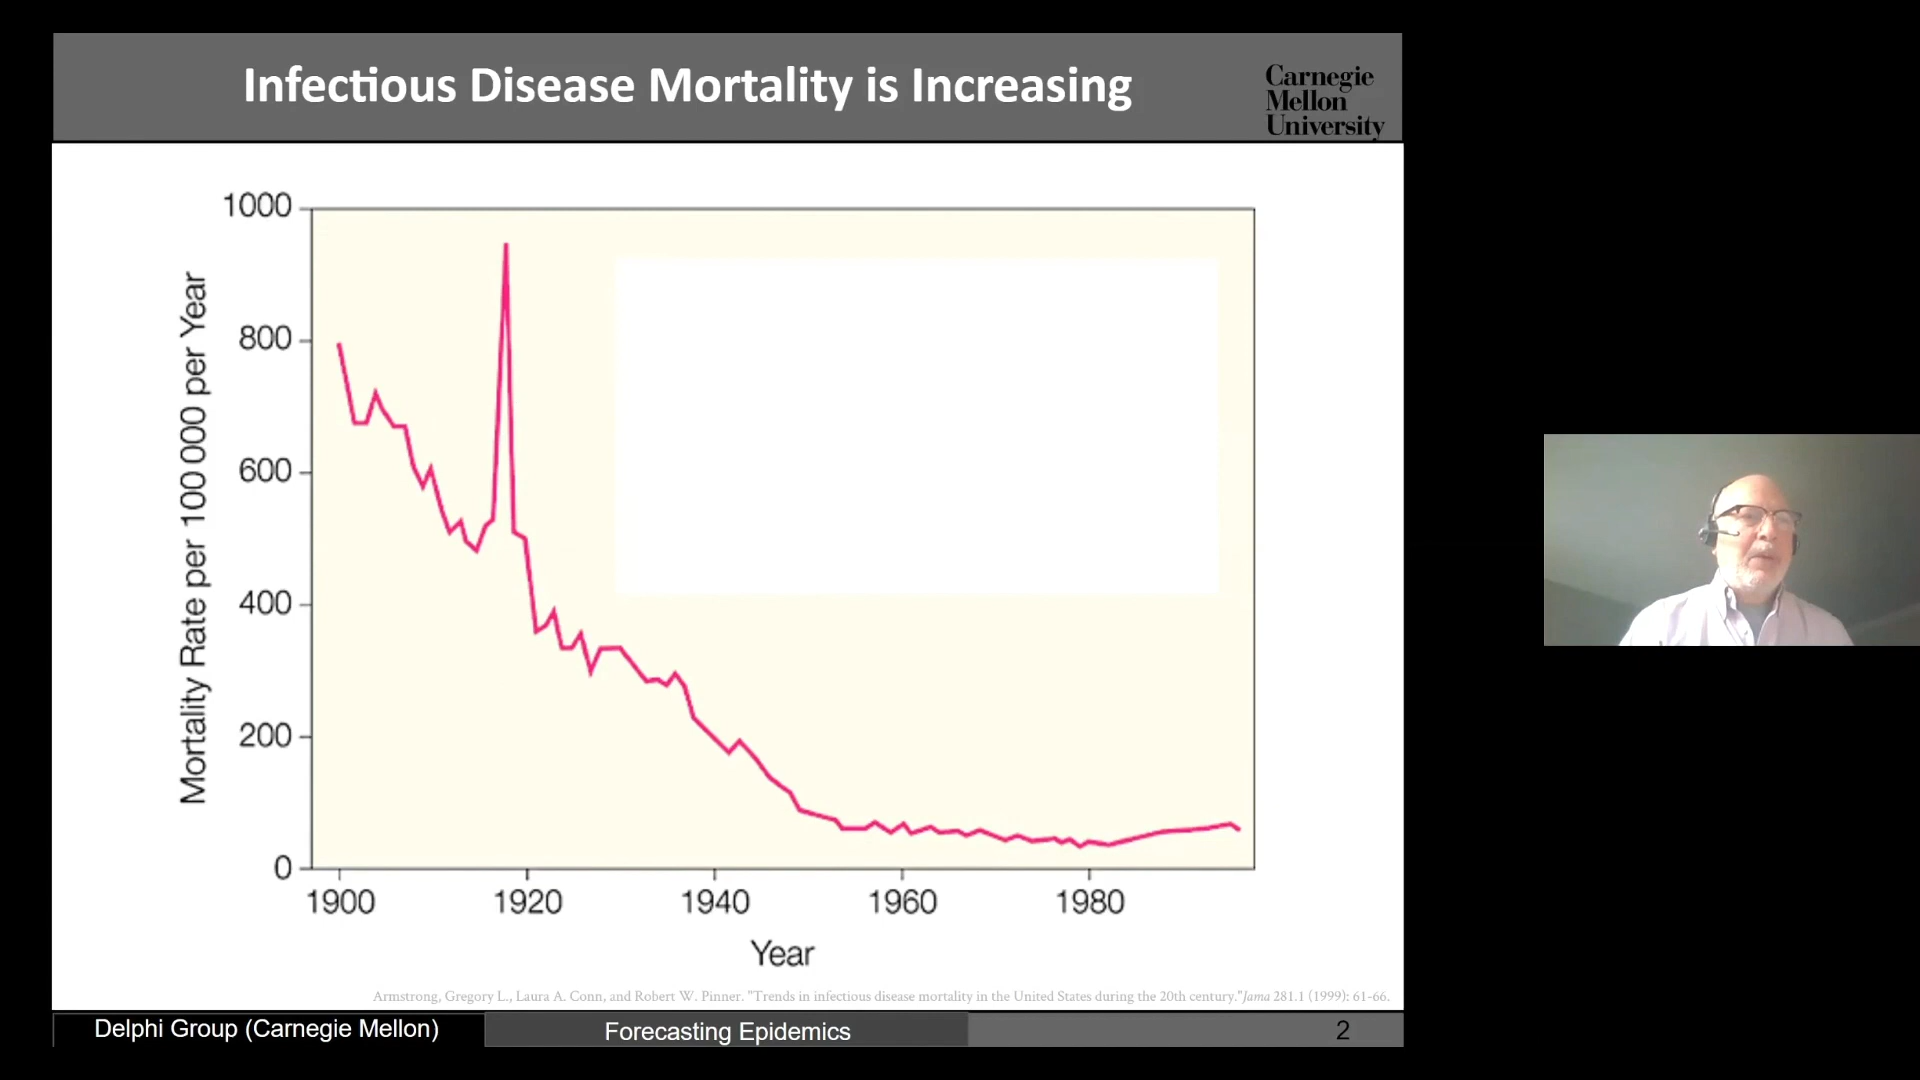 Infectious Disease Mortality is Increasing
Carnegie
Mellon
University
1000
800
600
400
200
0
Mortality Rate per 100 000 per Year
1900 1920 1940 1960 1980
Year
Armstrong, Gregory L., Laura A. Conn, and Robert W. Pinner. "Trends in infectious disease mortality in the United States during the 20th century." Jama 281.1 (1999): 61-66.
Delphi Group (Carnegie Mellon) Forecasting Epidemics 2